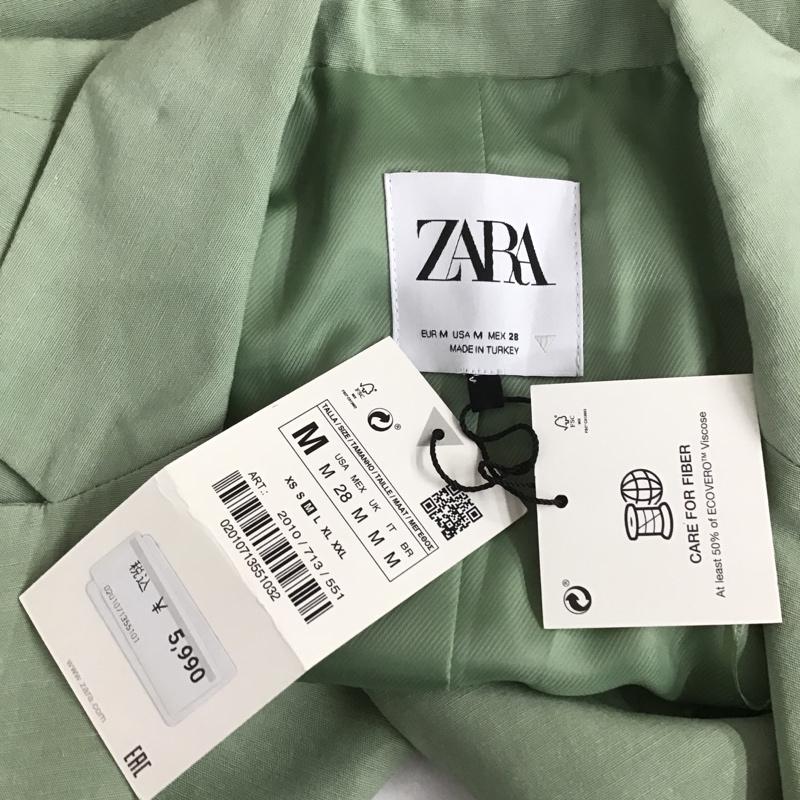 ZARA
EUR M USA M MEX 28
MADE IN TURKEY
FSC
TALLA/SIZE/TAMANHO/TAILLE/MAAT/ΜΕΓΕΘΟΣ
M
USA MEX UK IT BR
M 28 M M M
XS S M L XL XXL
ART.:
2010 / 713 / 551
02010713551032
¥ 5,990
www.zara.com
EAC
FSC
CARE FOR FIBER
At least 50% of ECOVERO™ Viscose